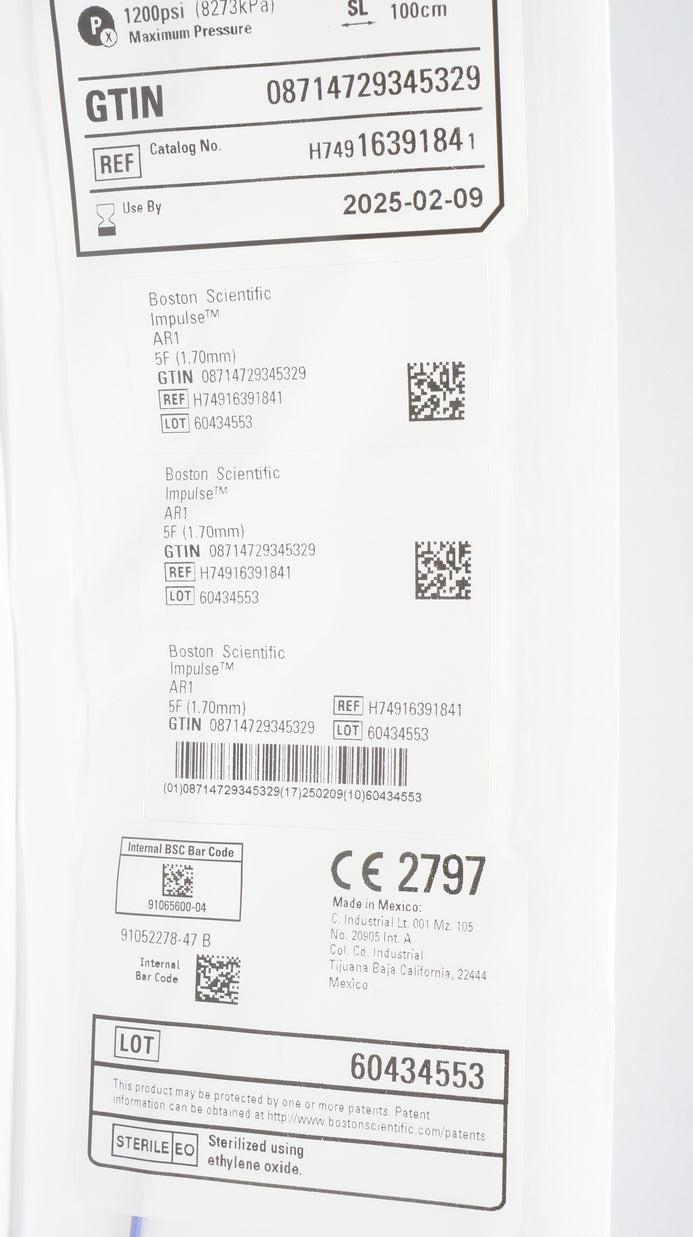 Px 1200psi (8273kPa)
Maximum Pressure
SL 100cm
GTIN 08714729345329
REF Catalog No. H74916391841
Use By 2025-02-09
Boston Scientific
Impulse™
AR1
5F (1.70mm)
GTIN 08714729345329
REF H74916391841
LOT 60434553
Boston Scientific
Impulse™
AR1
5F (1.70mm)
GTIN 08714729345329
REF H74916391841
LOT 60434553
Boston Scientific
Impulse™
AR1
5F (1.70mm) REF H74916391841
GTIN 08714729345329 LOT 60434553
(01)08714729345329(17)250209(10)60434553
Internal BSC Bar Code
91065600-04
91052278-47 B
Internal
Bar Code
CE 2797
Made in Mexico:
C. Industrial Lt. 001 Mz. 105
No. 20905 Int. A
Col. Cd. Industrial
Tijuana Baja California, 22444
Mexico
LOT 60434553
This product may be protected by one or more patents. Patent
information can be obtained at http://www.bostonscientific.com/patents
STERILE EO Sterilized using
ethylene oxide.